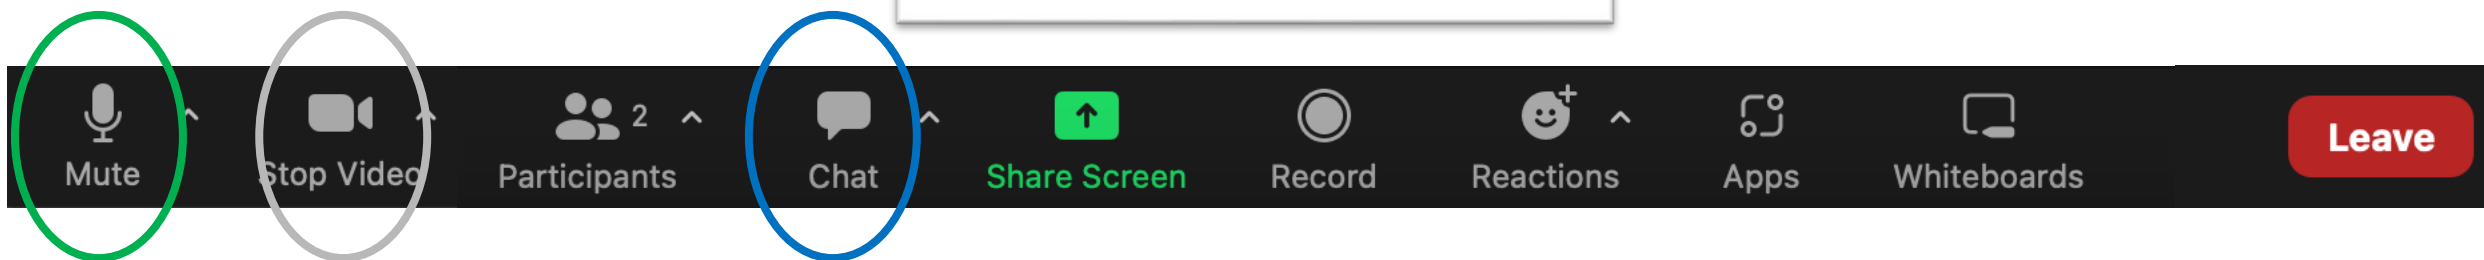 Mute
Stop Video
Participants
2
Chat
Share Screen
Record
Reactions
Apps
Whiteboards
Leave